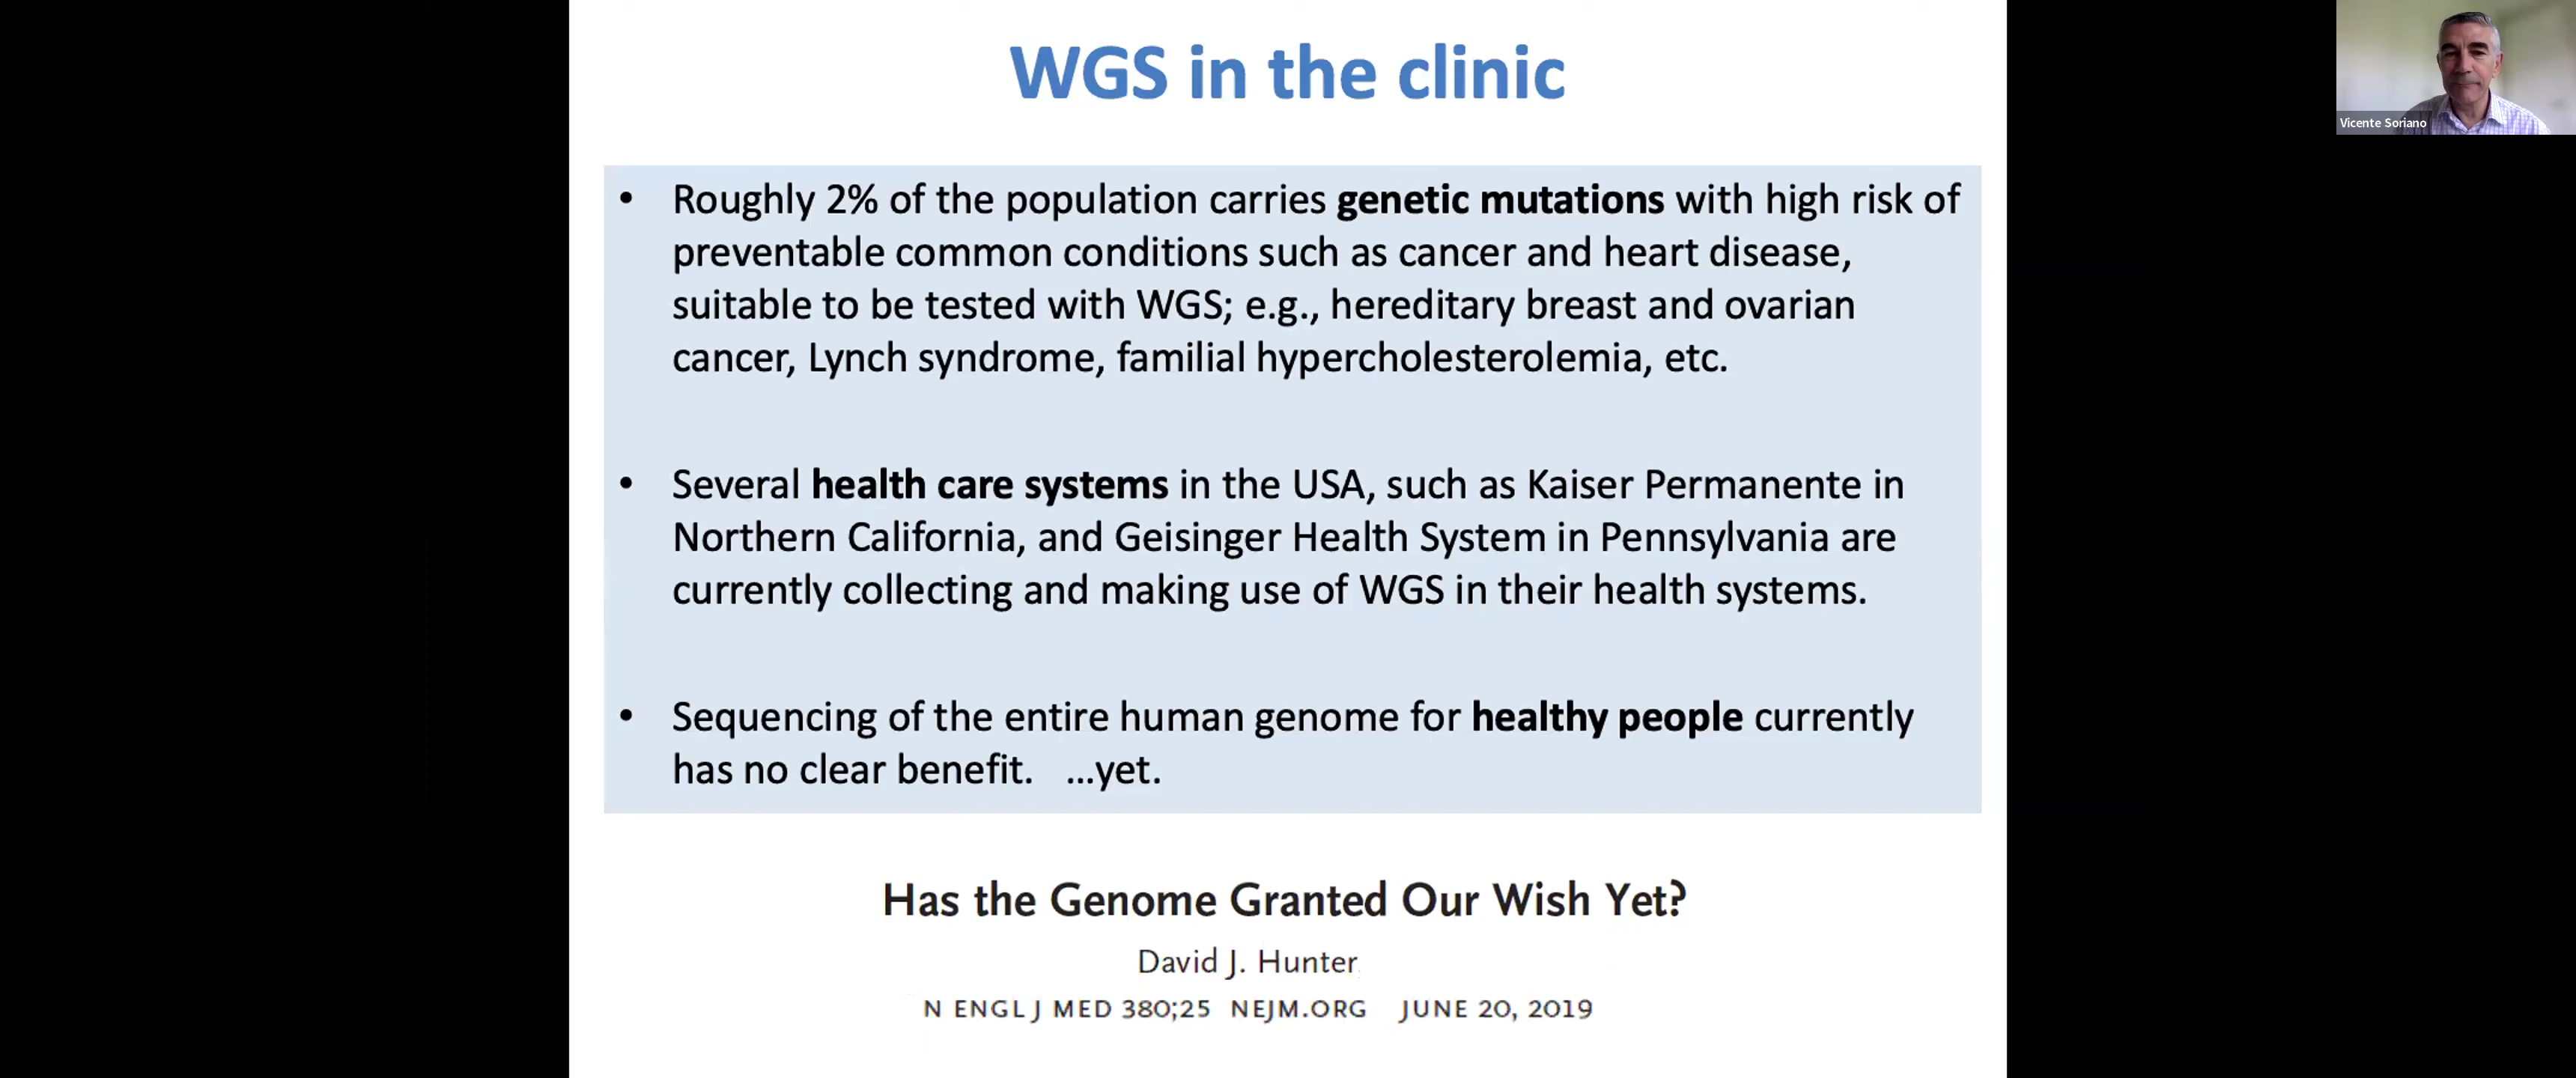 WGS in the clinic
Vicente Soriano
• Roughly 2% of the population carries genetic mutations with high risk of
preventable common conditions such as cancer and heart disease,
suitable to be tested with WGS; e.g., hereditary breast and ovarian
cancer, Lynch syndrome, familial hypercholesterolemia, etc.
• Several health care systems in the USA, such as Kaiser Permanente in
Northern California, and Geisinger Health System in Pennsylvania are
currently collecting and making use of WGS in their health systems.
• Sequencing of the entire human genome for healthy people currently
has no clear benefit. ...yet.
Has the Genome Granted Our Wish Yet?
David J. Hunter
N ENGL J MED 380;25 NEJM.ORG JUNE 20, 2019